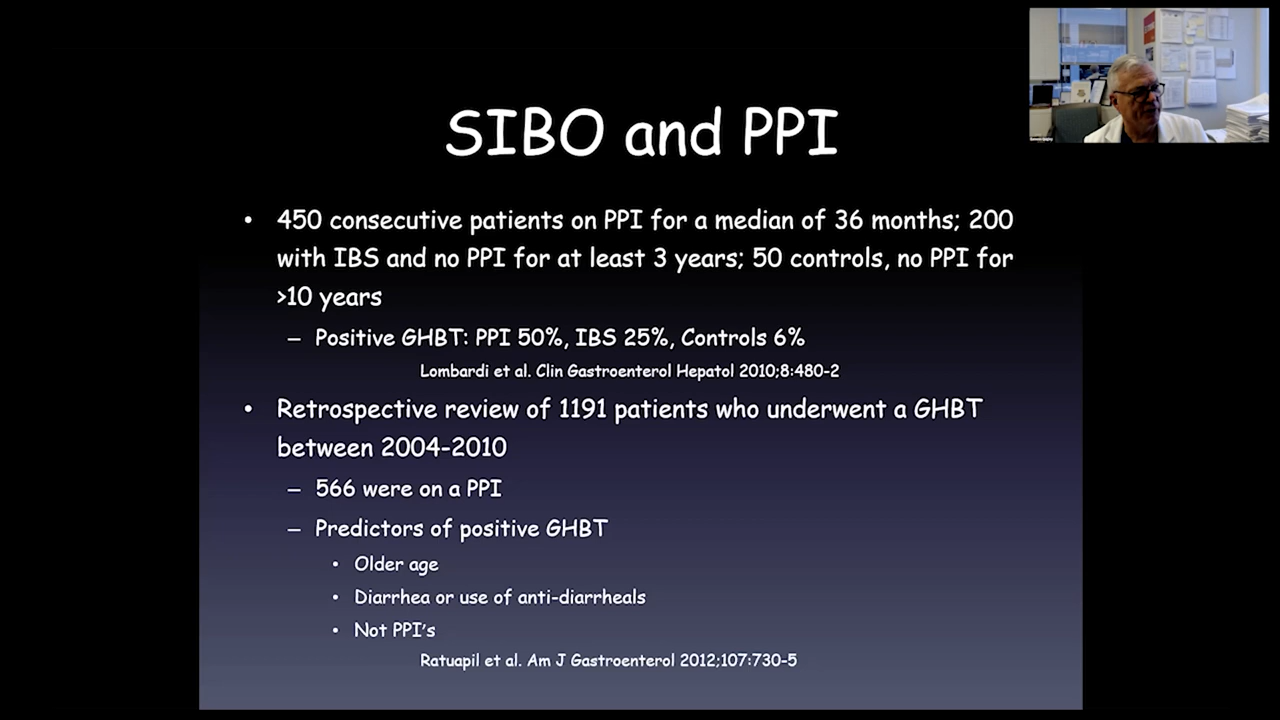 SIBO and PPI
• 450 consecutive patients on PPI for a median of 36 months; 200
with IBS and no PPI for at least 3 years; 50 controls, no PPI for
>10 years
– Positive GHBT: PPI 50%, IBS 25%, Controls 6%
Lombardi et al. Clin Gastroenterol Hepatol 2010;8:480-2
• Retrospective review of 1191 patients who underwent a GHBT
between 2004-2010
– 566 were on a PPI
– Predictors of positive GHBT
• Older age
• Diarrhea or use of anti-diarrheals
• Not PPI's
Ratuapil et al. Am J Gastroenterol 2012;107:730-5